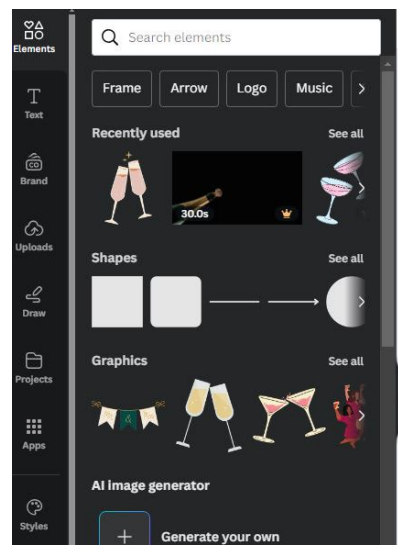 Elements
Text
Brand
Uploads
Draw
Projects
Apps
Styles
Search elements
Frame Arrow Logo Music
Recently used See all
30.0s
Shapes See all
Graphics See all
&
AI image generator
+ Generate your own